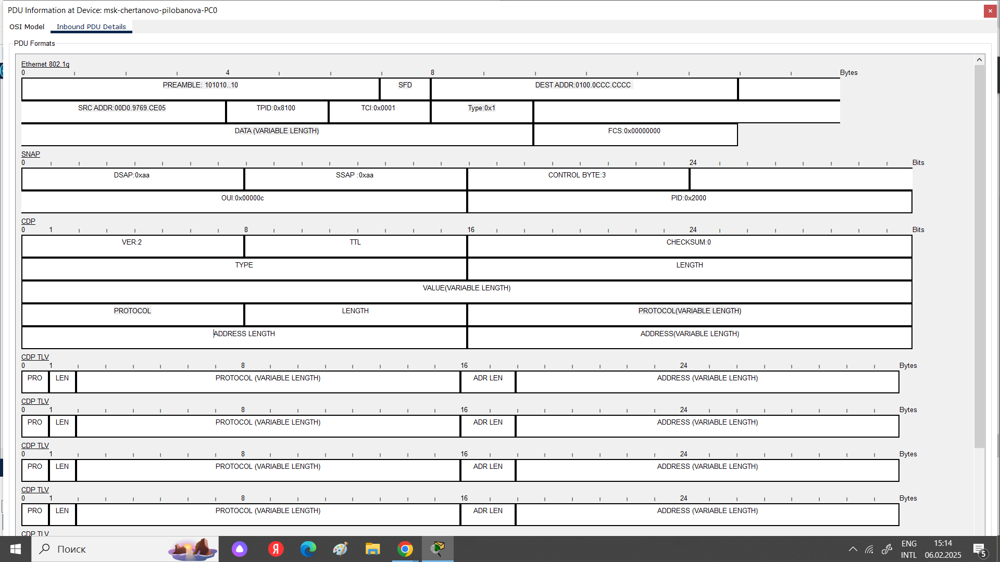 PDU Information at Device: msk-chertanovo-pilobanova-PC0
OSI Model Inbound PDU Details
PDU Formats
Ethernet 802.1q
0 4 8 Bytes
PREAMBLE: 101010..10 SFD DEST ADDR:0100.0CCC.CCCC
SRC ADDR:00D0.9769.CE05 TPID:0x8100 TCI:0x0001 Type:0x1
DATA (VARIABLE LENGTH) FCS:0x00000000
SNAP
0 24 Bits
DSAP:0xaa SSAP :0xaa CONTROL BYTE:3
OUI:0x00000c PID:0x2000
CDP
0 1 8 16 24 Bits
VER:2 TTL CHECKSUM:0
TYPE LENGTH
VALUE(VARIABLE LENGTH)
PROTOCOL LENGTH PROTOCOL(VARIABLE LENGTH)
ADDRESS LENGTH ADDRESS(VARIABLE LENGTH)
CDP TLV
0 1 8 16 24 Bytes
PRO LEN PROTOCOL (VARIABLE LENGTH) ADR LEN ADDRESS (VARIABLE LENGTH)
CDP TLV
0 1 8 16 24 Bytes
PRO LEN PROTOCOL (VARIABLE LENGTH) ADR LEN ADDRESS (VARIABLE LENGTH)
CDP TLV
0 1 8 16 24 Bytes
PRO LEN PROTOCOL (VARIABLE LENGTH) ADR LEN ADDRESS (VARIABLE LENGTH)
CDP TLV
0 1 8 16 24 Bytes
PRO LEN PROTOCOL (VARIABLE LENGTH) ADR LEN ADDRESS (VARIABLE LENGTH)
CDP TLV
Поиск Я ENG 15:14
INTL 06.02.2025 5